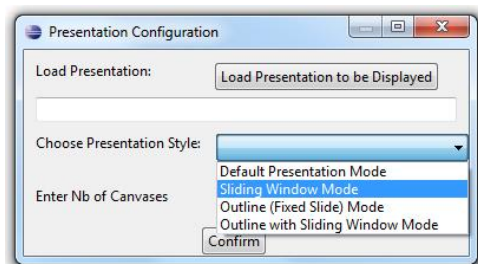 Presentation Configuration
Load Presentation:
Load Presentation to be Displayed
Choose Presentation Style:
Default Presentation Mode
Sliding Window Mode
Outline (Fixed Slide) Mode
Outline with Sliding Window Mode
Enter Nb of Canvases
Confirm